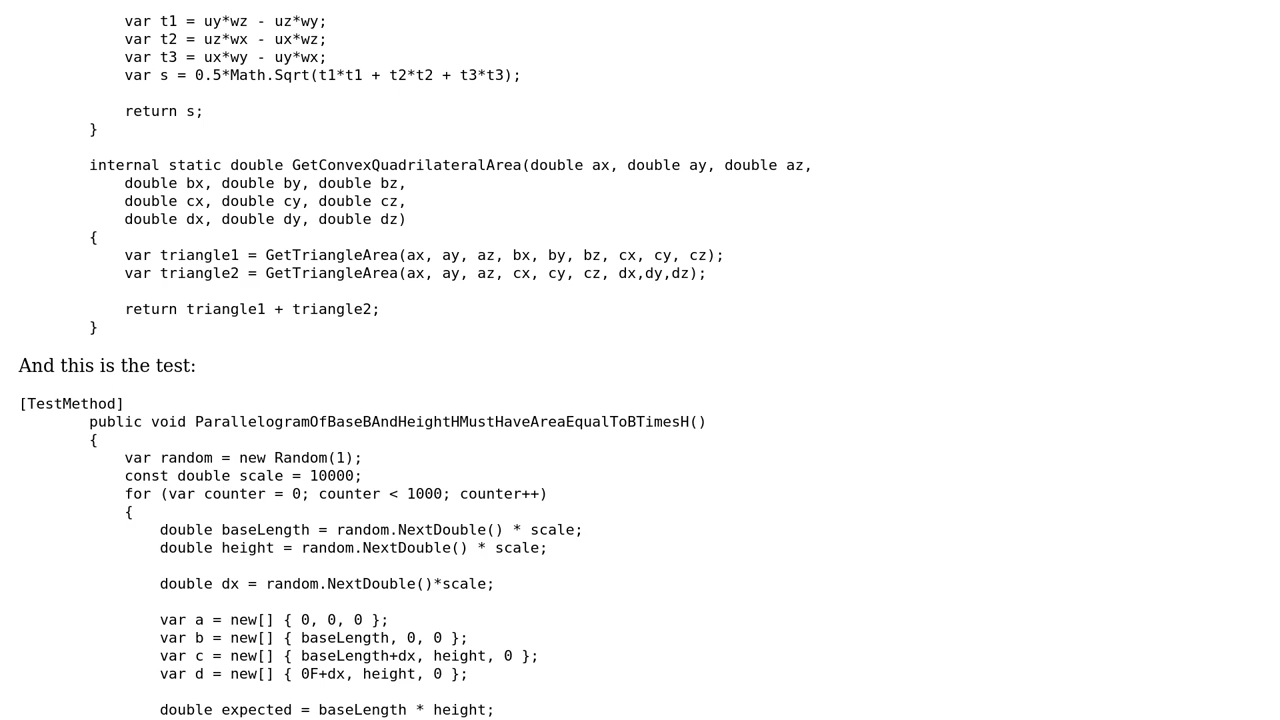 var t1 = uy*wz - uz*wy;
var t2 = uz*wx - ux*wz;
var t3 = ux*wy - uy*wx;
var s = 0.5*Math.Sqrt(t1*t1 + t2*t2 + t3*t3);
return s;
}
internal static double GetConvexQuadrilateralArea(double ax, double ay, double az,
double bx, double by, double bz,
double cx, double cy, double cz,
double dx, double dy, double dz)
{
var triangle1 = GetTriangleArea(ax, ay, az, bx, by, bz, cx, cy, cz);
var triangle2 = GetTriangleArea(ax, ay, az, cx, cy, cz, dx,dy,dz);
return triangle1 + triangle2;
}
And this is the test:
[TestMethod]
public void ParallelogramOfBaseBAndHeightHMustHaveAreaEqualToBTimesH()
{
var random = new Random(1);
const double scale = 10000;
for (var counter = 0; counter < 1000; counter++)
{
double baseLength = random.NextDouble() * scale;
double height = random.NextDouble() * scale;
double dx = random.NextDouble()*scale;
var a = new[] { 0, 0, 0 };
var b = new[] { baseLength, 0, 0 };
var c = new[] { baseLength+dx, height, 0 };
var d = new[] { 0F+dx, height, 0 };
double expected = baseLength * height;